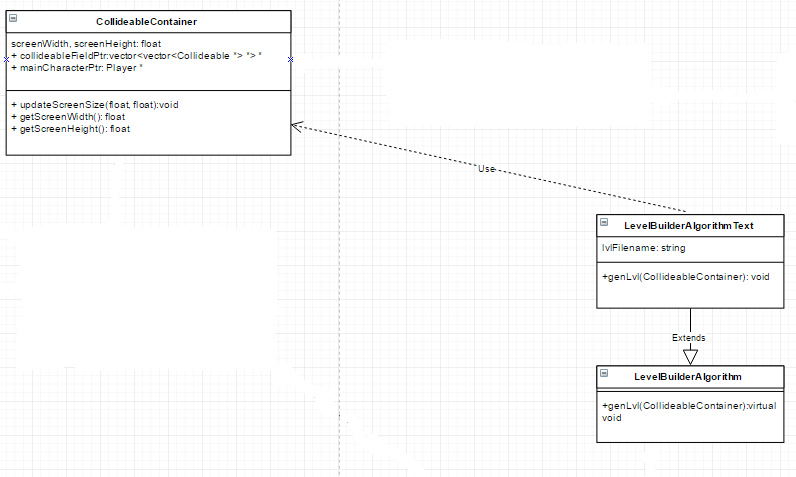 CollideableContainer
screenWidth, screenHeight: float
+ collideableFieldPtr:vector<vector<Collideable *> *> *
+ mainCharacterPtr: Player *
+ updateScreenSize(float, float):void
+ getScreenWidth(): float
+ getScreenHeight(): float
Use
LevelBuilderAlgorithmText
lvlFilename: string
+genLvl(CollideableContainer): void
Extends
LevelBuilderAlgorithm
+genLvl(CollideableContainer):virtual
void